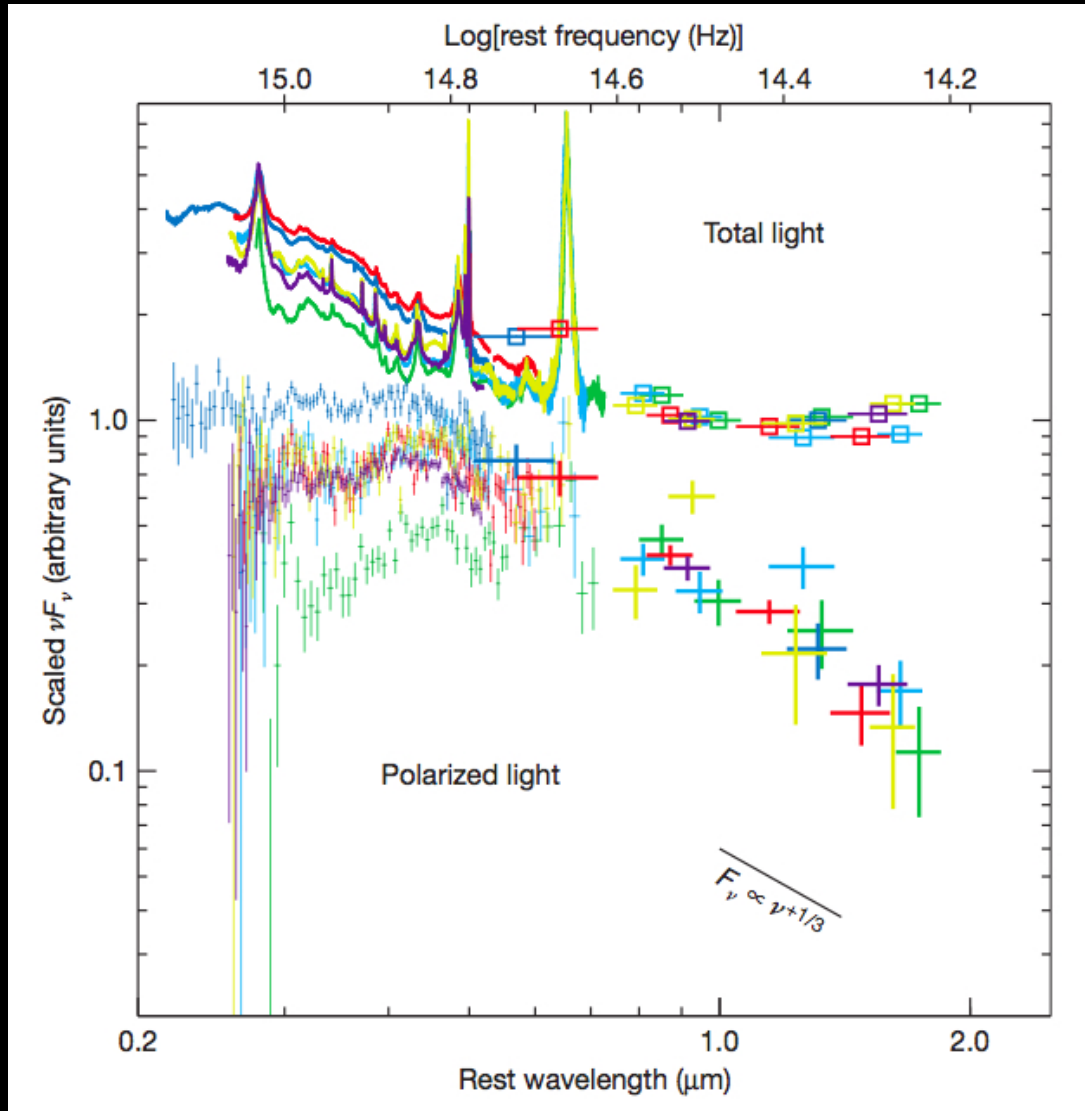 Log[rest frequency (Hz)]
15.0 14.8 14.6 14.4 14.2
Total light
1.0
Scaled νFν (arbitrary units)
0.1
Polarized light
Fν ∝ ν+1/3
0.2 1.0 2.0
Rest wavelength (μm)